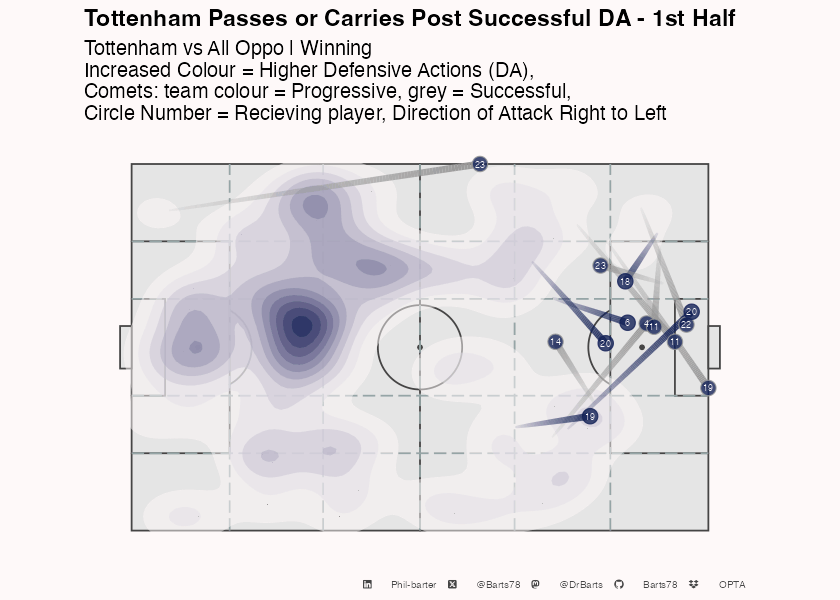 Tottenham Passes or Carries Post Successful DA - 1st Half
Tottenham vs All Oppo | Winning
Increased Colour = Higher Defensive Actions (DA),
Comets: team colour = Progressive, grey = Successful,
Circle Number = Recieving player, Direction of Attack Right to Left
23
23
18
20
6
4
11
22
14
20
11
19
19
Phil-barter @Barts78 @DrBarts Barts78 OPTA